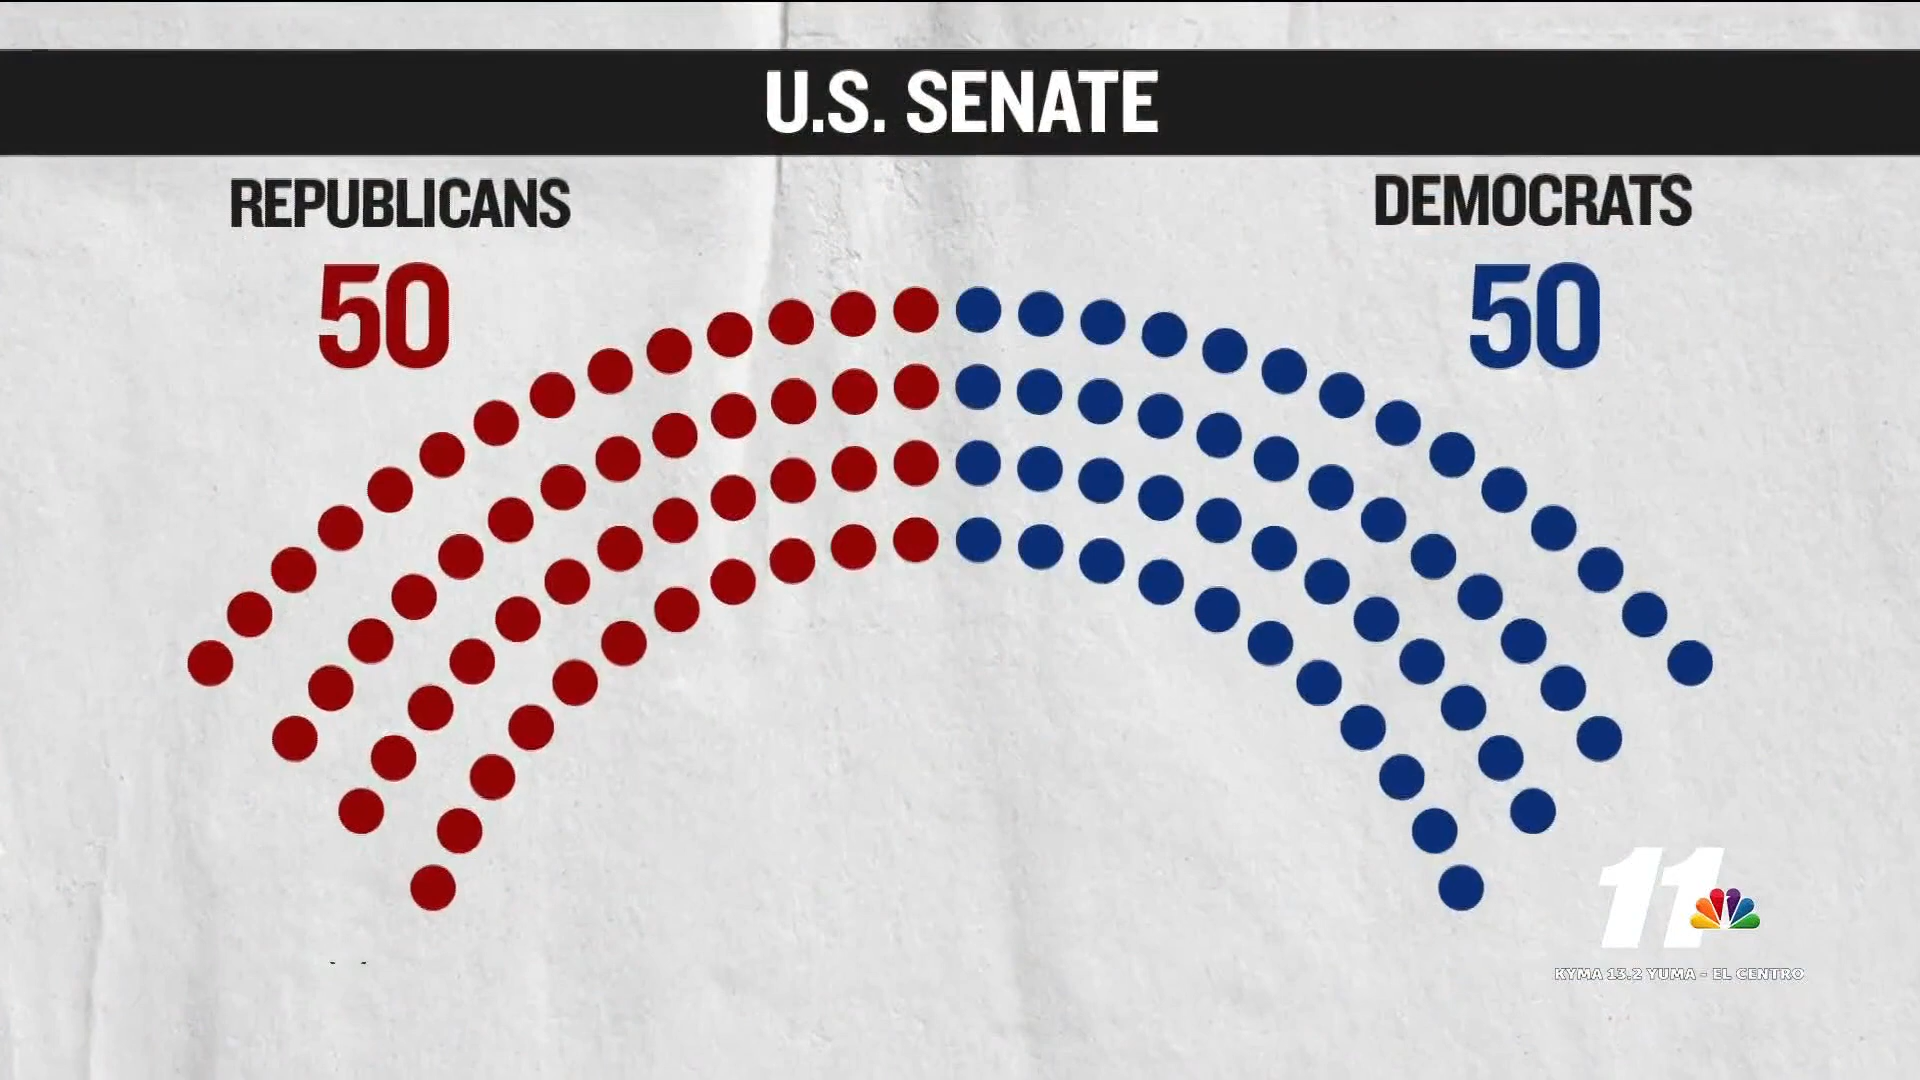 U.S. SENATE
REPUBLICANS
50
DEMOCRATS
50
11
KYMA 13.2 YUMA - EL CENTRO